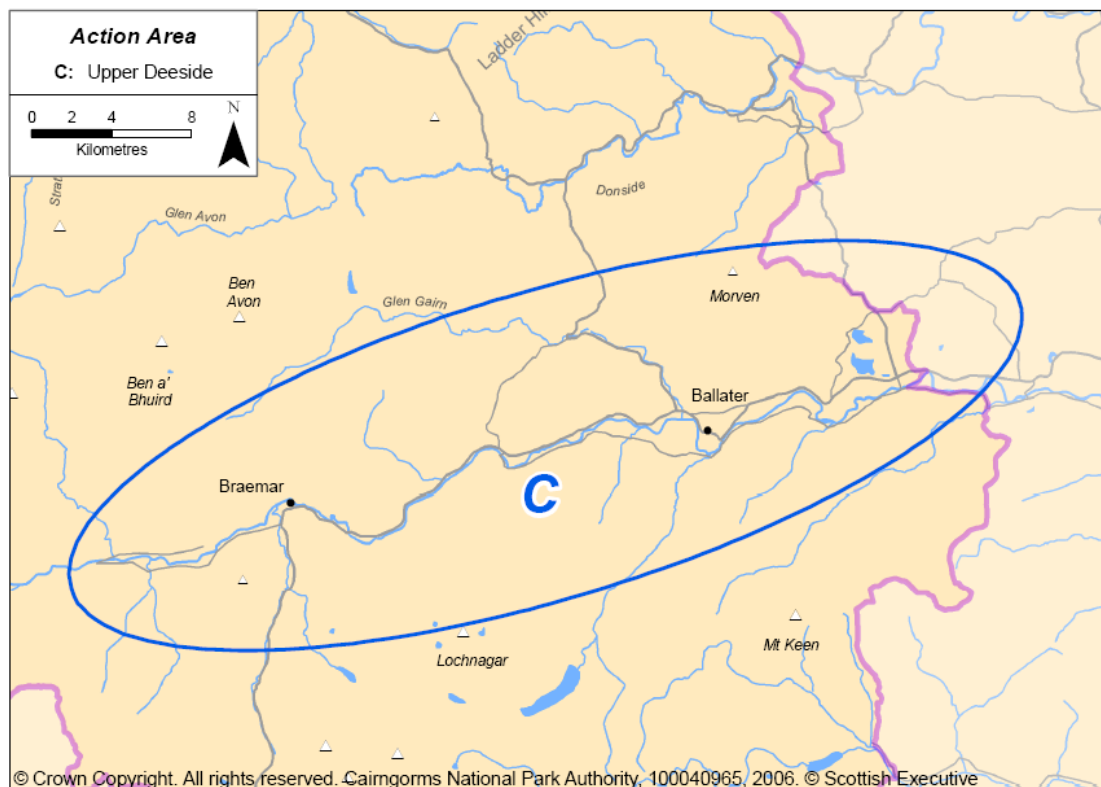 Action Area
C: Upper Deeside
0 2 4 8
Kilometres
N
Ladder Hi
Donside
Strat
Glen Avon
Ben
Avon
Glen Gairn
Morven
Ben a'
Bhuird
Ballater
Braemar
C
Lochnagar
Mt Keen
© Crown Copyright. All rights reserved. Cairngorms National Park Authority, 100040965, 2006. © Scottish Executive